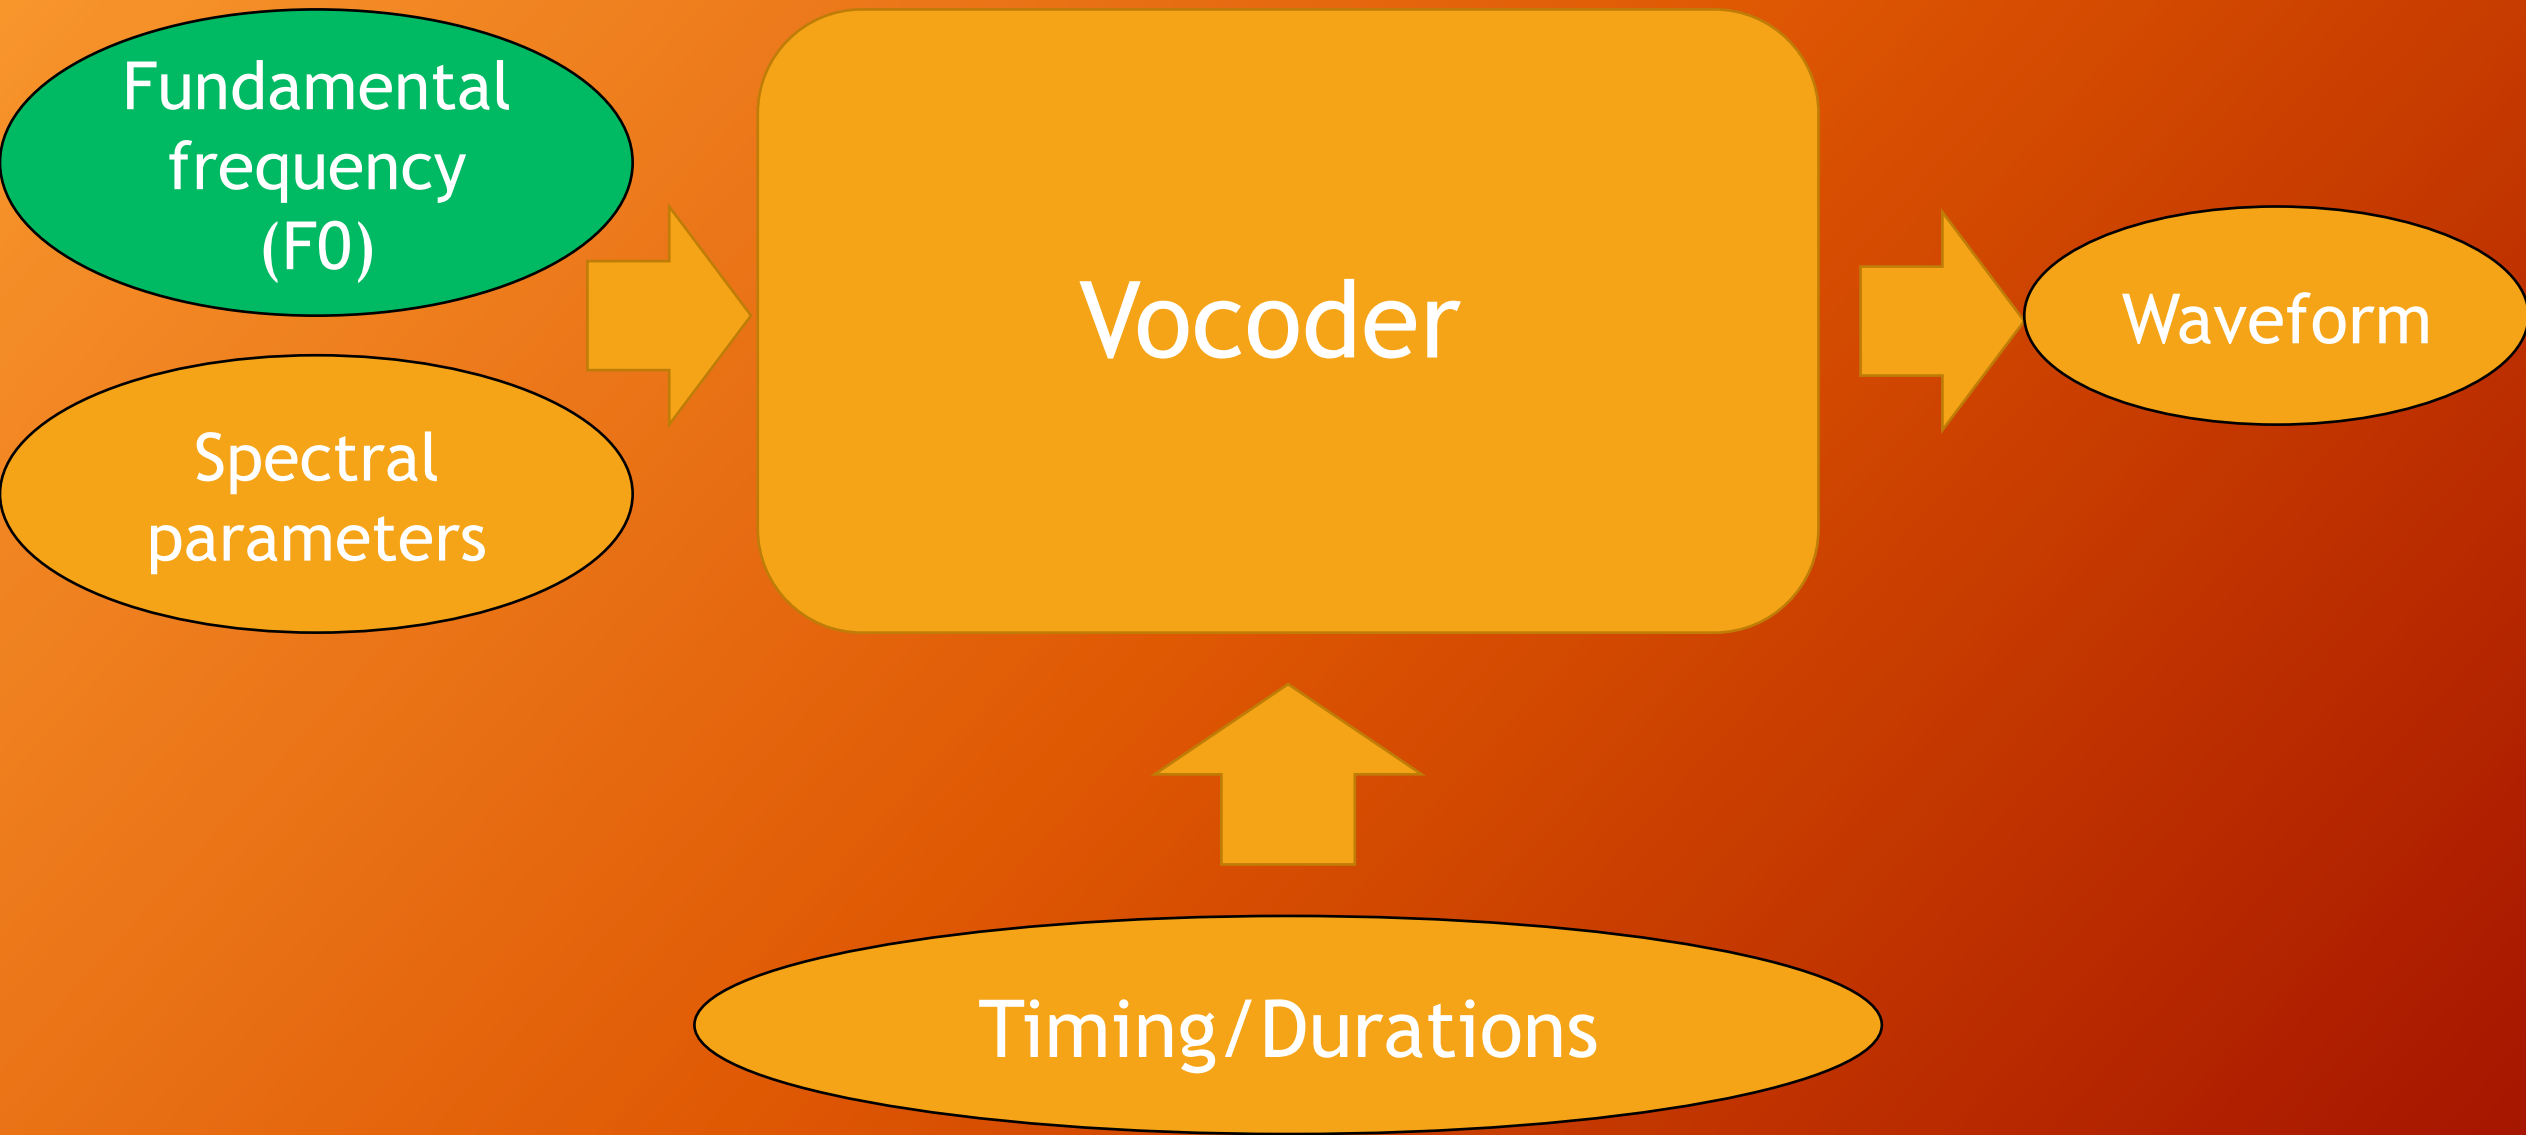 Fundamental
frequency
(F0)
Spectral
parameters
Vocoder
Waveform
Timing/Durations